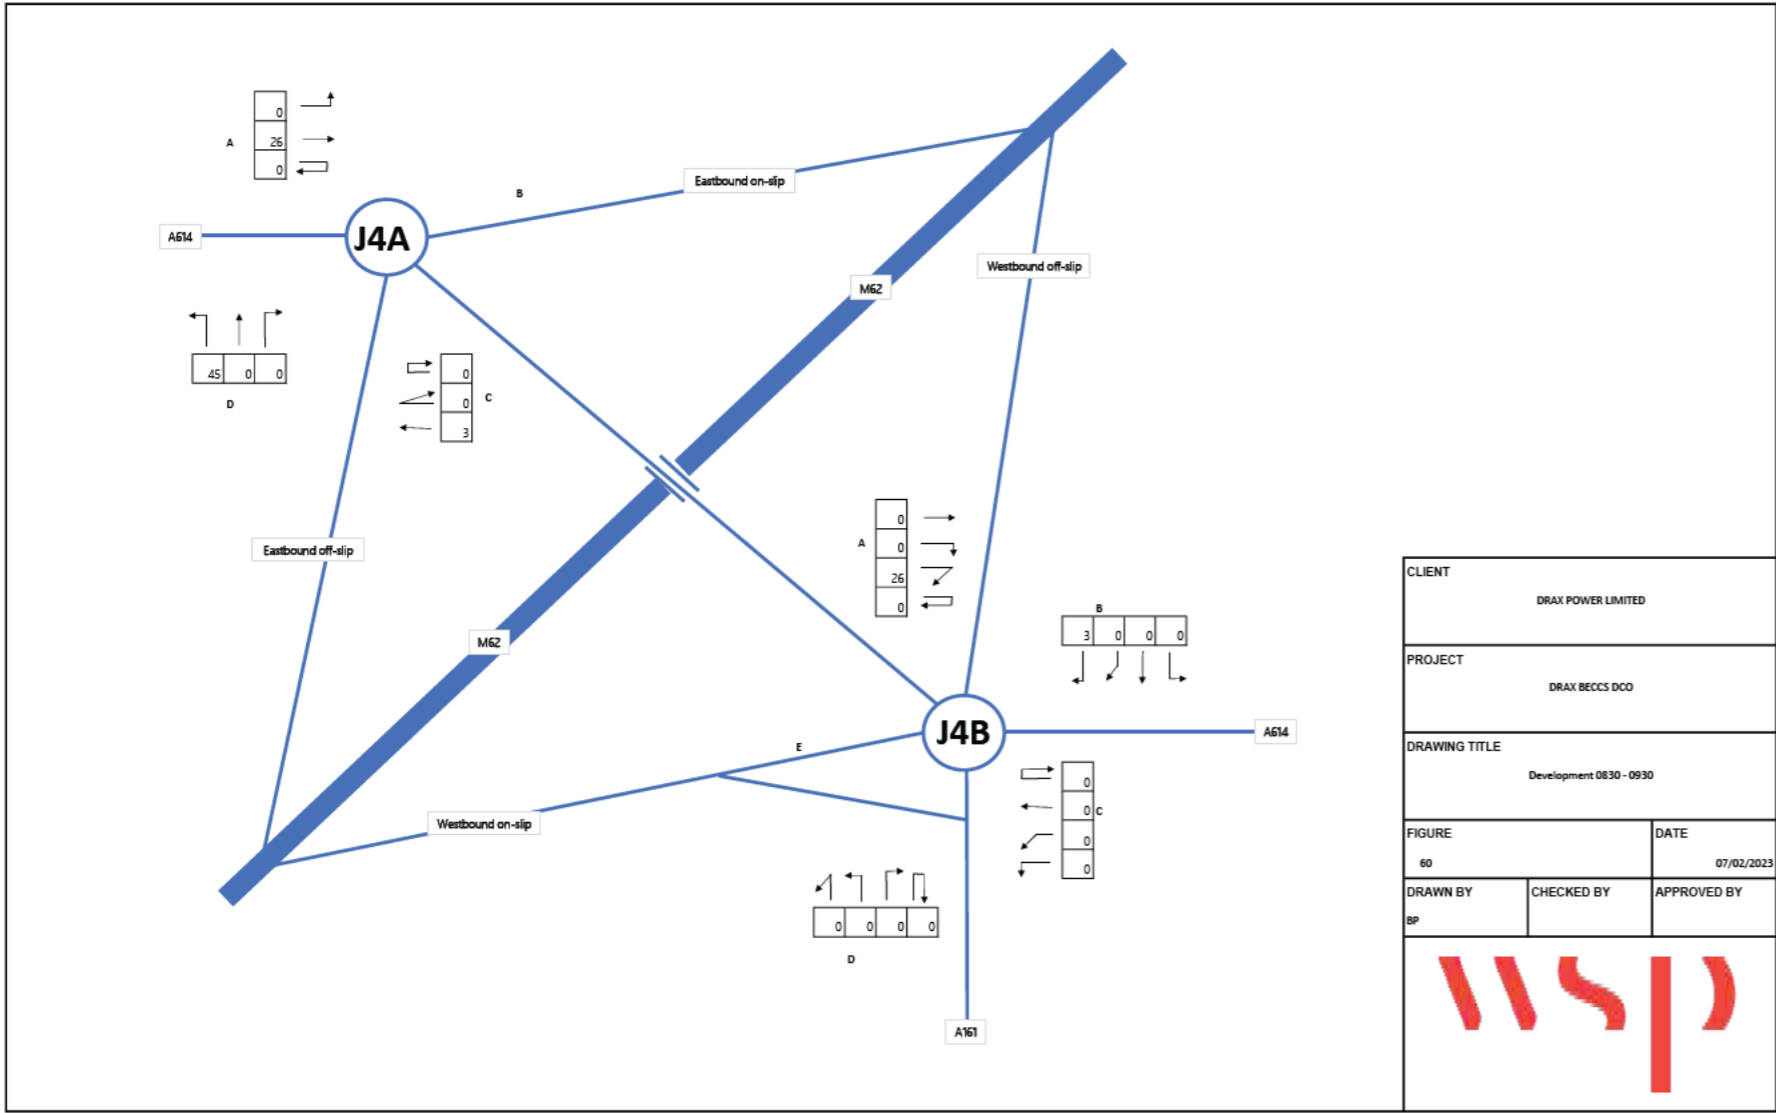 0
A 26
0
B
Eastbound on-slip
A614
J4A
Westbound off-slip
M62
45 0 0
D
0
0 C
3
0
A 0
26
0
Eastbound off-slip
B
3 0 0 0
M62
J4B
A614
E
0
0 C
0
0
Westbound on-slip
0 0 0 0
D
A161
CLIENT
DRAX POWER LIMITED
PROJECT
DRAX BECCS DCO
DRAWING TITLE
Development 0830 - 0930
FIGURE DATE
60 07/02/2023
DRAWN BY CHECKED BY APPROVED BY
BP
wsp